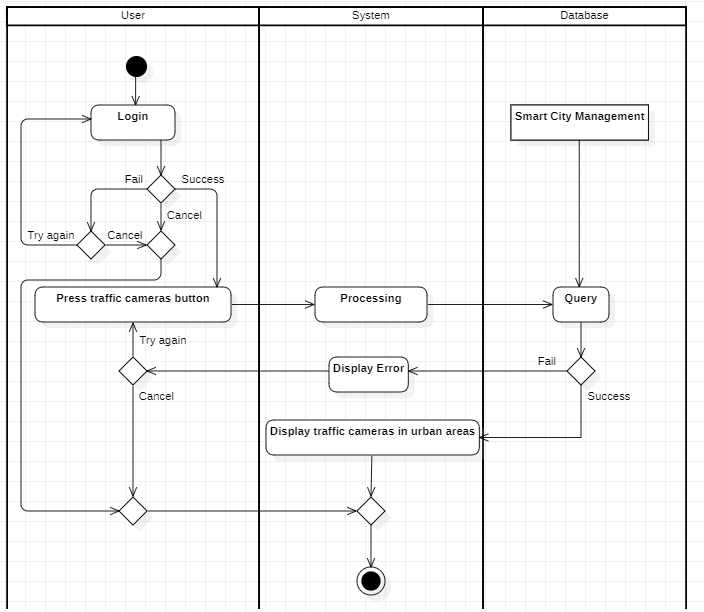 User
System
Database
Login
Smart City Management
Fail
Success
Cancel
Try again
Cancel
Press traffic cameras button
Processing
Query
Try again
Display Error
Fail
Cancel
Success
Display traffic cameras in urban areas